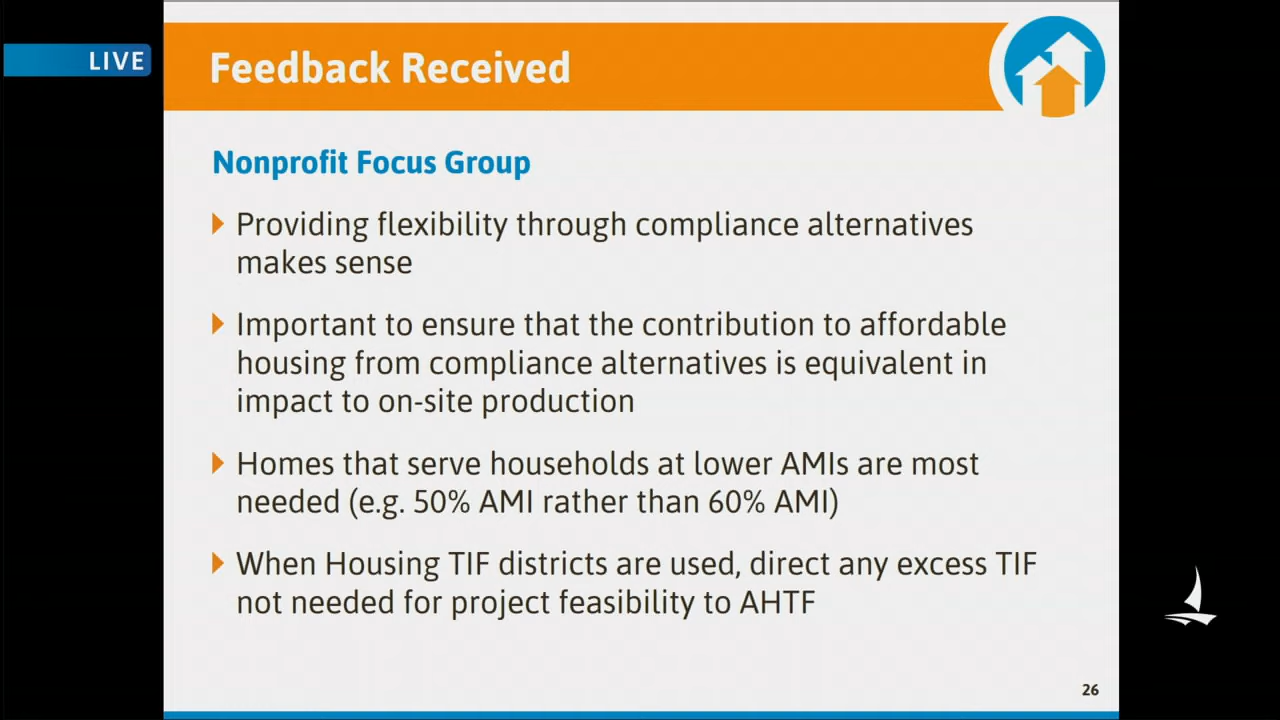 LIVE
Feedback Received
Nonprofit Focus Group
Providing flexibility through compliance alternatives
makes sense
Important to ensure that the contribution to affordable
housing from compliance alternatives is equivalent in
impact to on-site production
Homes that serve households at lower AMIs are most
needed (e.g. 50% AMI rather than 60% AMI)
When Housing TIF districts are used, direct any excess TIF
not needed for project feasibility to AHTF
26